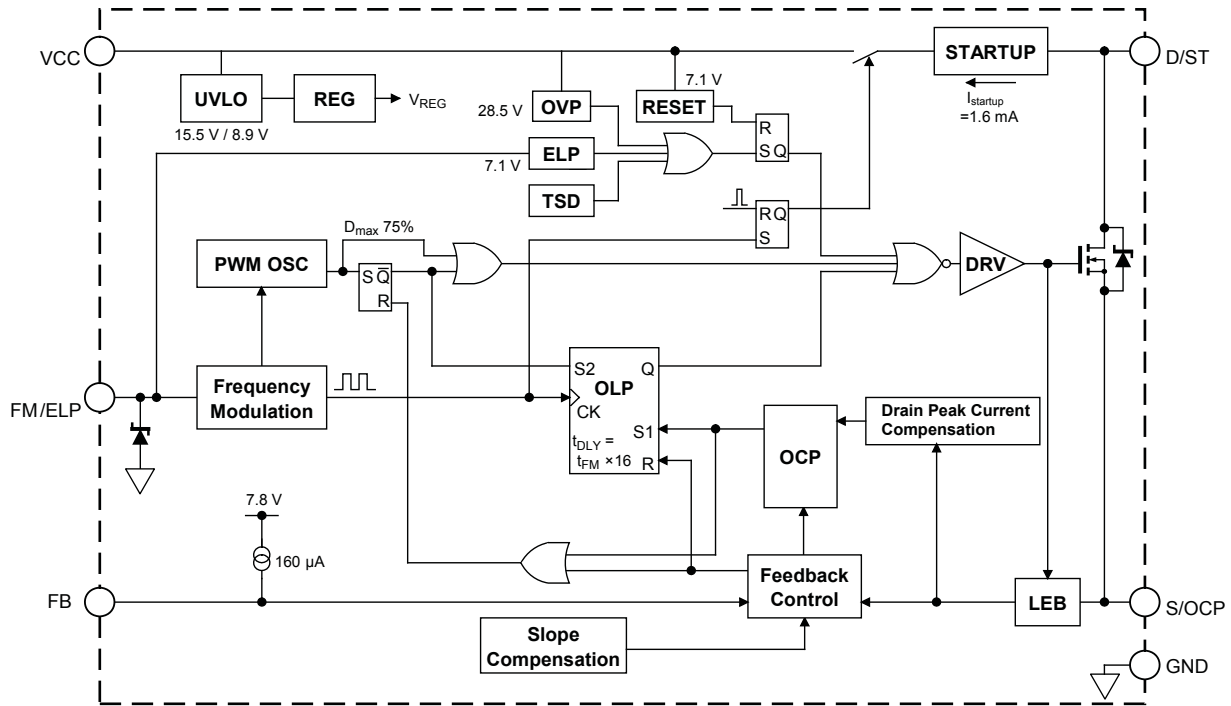 VCC
D/ST
STARTUP
I startup
=1.6 mA
UVLO
REG
VREG
15.5 V / 8.9 V
28.5 V
OVP
7.1 V
RESET
R
S Q
7.1 V
ELP
TSD
R Q
S
Dmax 75%
PWM OSC
S Q̅
R
DRV
Frequency
Modulation
FM/ELP
S2
Q
OLP
CK
S1
tDLY =
tFM ×16
R
OCP
Drain Peak Current
Compensation
7.8 V
160 µA
FB
Feedback
Control
LEB
S/OCP
Slope
Compensation
GND